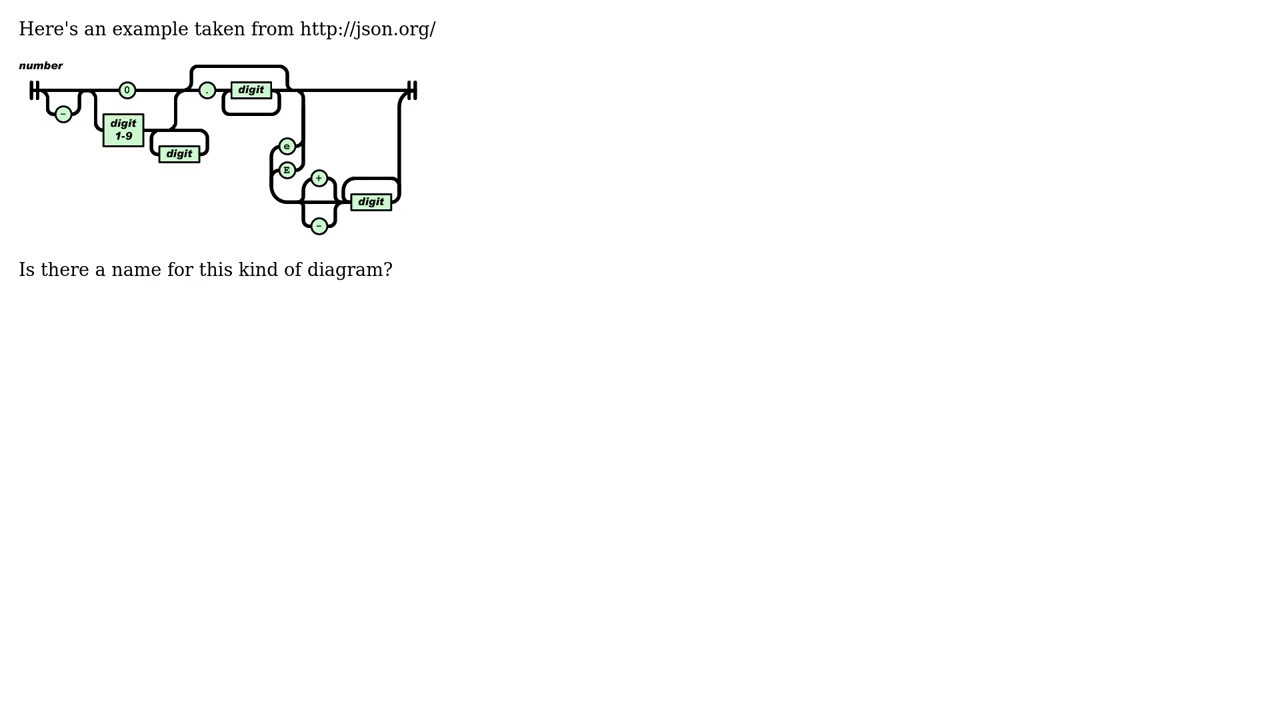 Here's an example taken from http://json.org/
number
0
.
digit
-
digit
1-9
digit
e
E
+
digit
-
Is there a name for this kind of diagram?